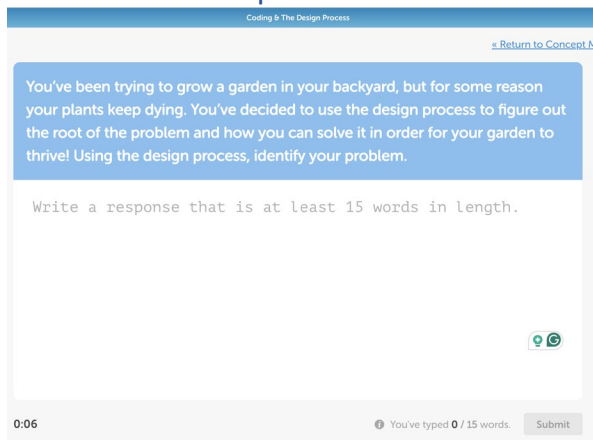 Coding & The Design Process
« Return to Concept M
You've been trying to grow a garden in your backyard, but for some reason
your plants keep dying. You've decided to use the design process to figure out
the root of the problem and how you can solve it in order for your garden to
thrive! Using the design process, identify your problem.
Write a response that is at least 15 words in length.
0:06
You've typed 0 / 15 words.
Submit